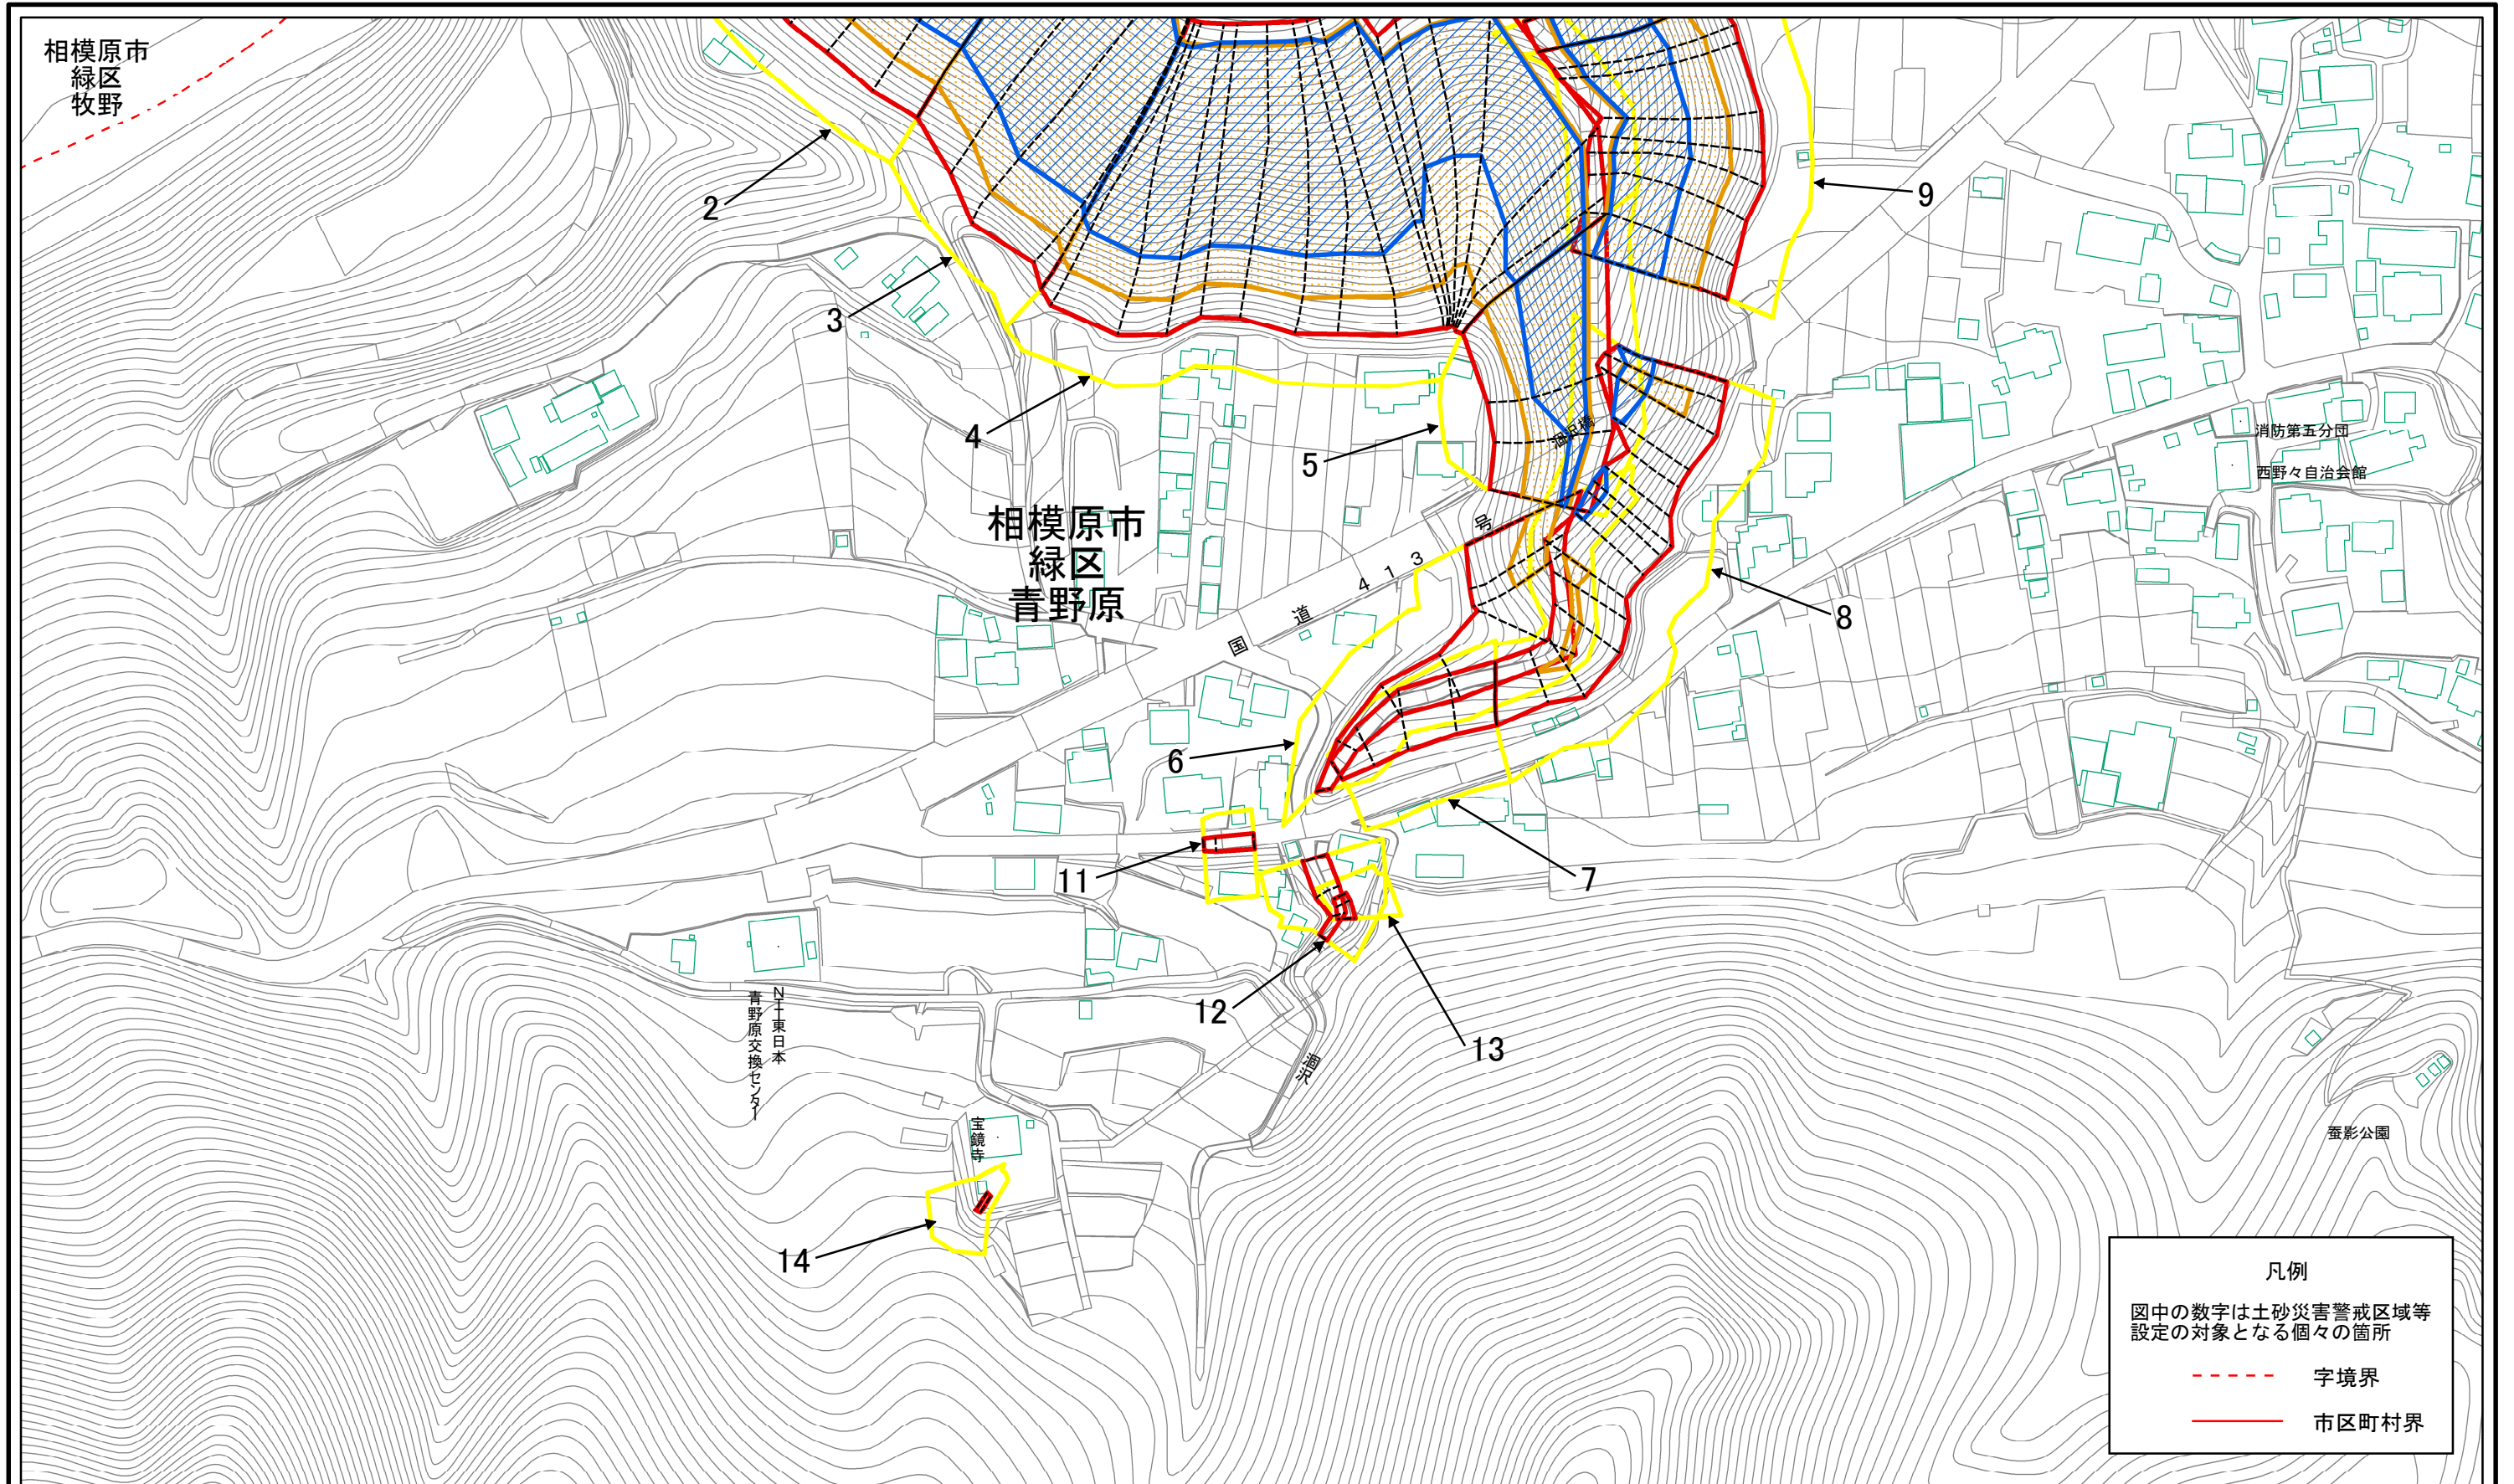 相模原市
緑区
牧野
2
3
4
5
9
消防第五分団
西野々自治会館
相模原市
緑区
青野原
国道413号
8
6
7
11
12
13
NTT東日本
青野原交換センター
宝鏡寺
14
蚕影公園
凡例
図中の数字は土砂災害警戒区域等
設定の対象となる個々の箇所
字境界
市区町村界